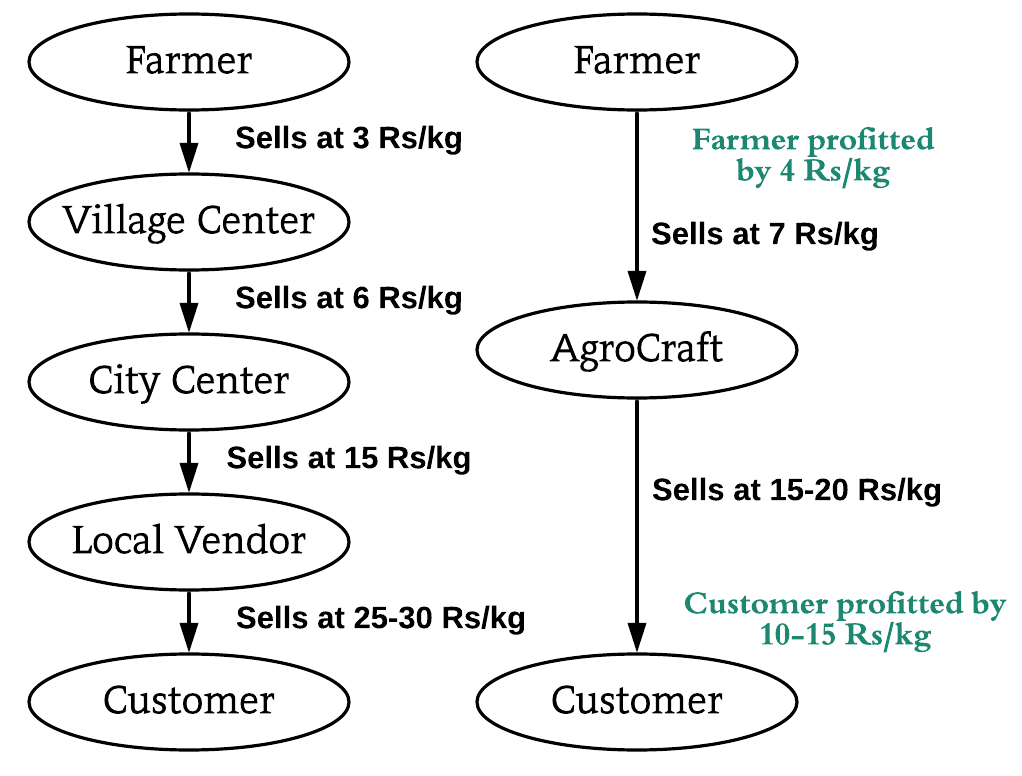 Farmer
Sells at 3 Rs/kg
Village Center
Sells at 6 Rs/kg
City Center
Sells at 15 Rs/kg
Local Vendor
Sells at 25-30 Rs/kg
Customer
Farmer
Farmer profitted
by 4 Rs/kg
Sells at 7 Rs/kg
AgroCraft
Sells at 15-20 Rs/kg
Customer profitted by
10–15 Rs/kg
Customer